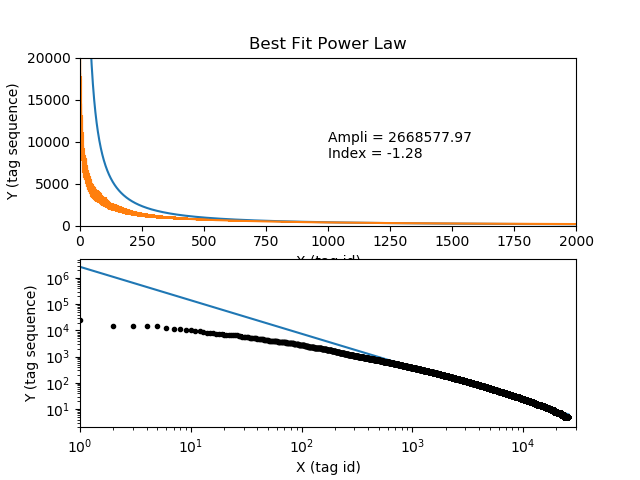 Best Fit Power Law
Y (tag sequence)
20000
15000
10000
5000
0
Ampli = 2668577.97
Index = -1.28
0 250 500 750 1000 1250 1500 1750 2000
X (tag id)
Y (tag sequence)
10^6
10^5
10^4
10^3
10^2
10^1
10^0 10^1 10^2 10^3 10^4
X (tag id)